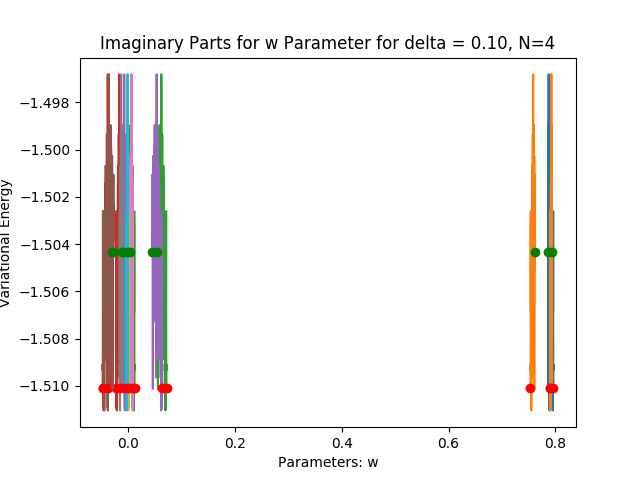 Imaginary Parts for w Parameter for delta = 0.10, N=4
Variational Energy
−1.498
−1.500
−1.502
−1.504
−1.506
−1.508
−1.510
0.0 0.2 0.4 0.6 0.8
Parameters: w